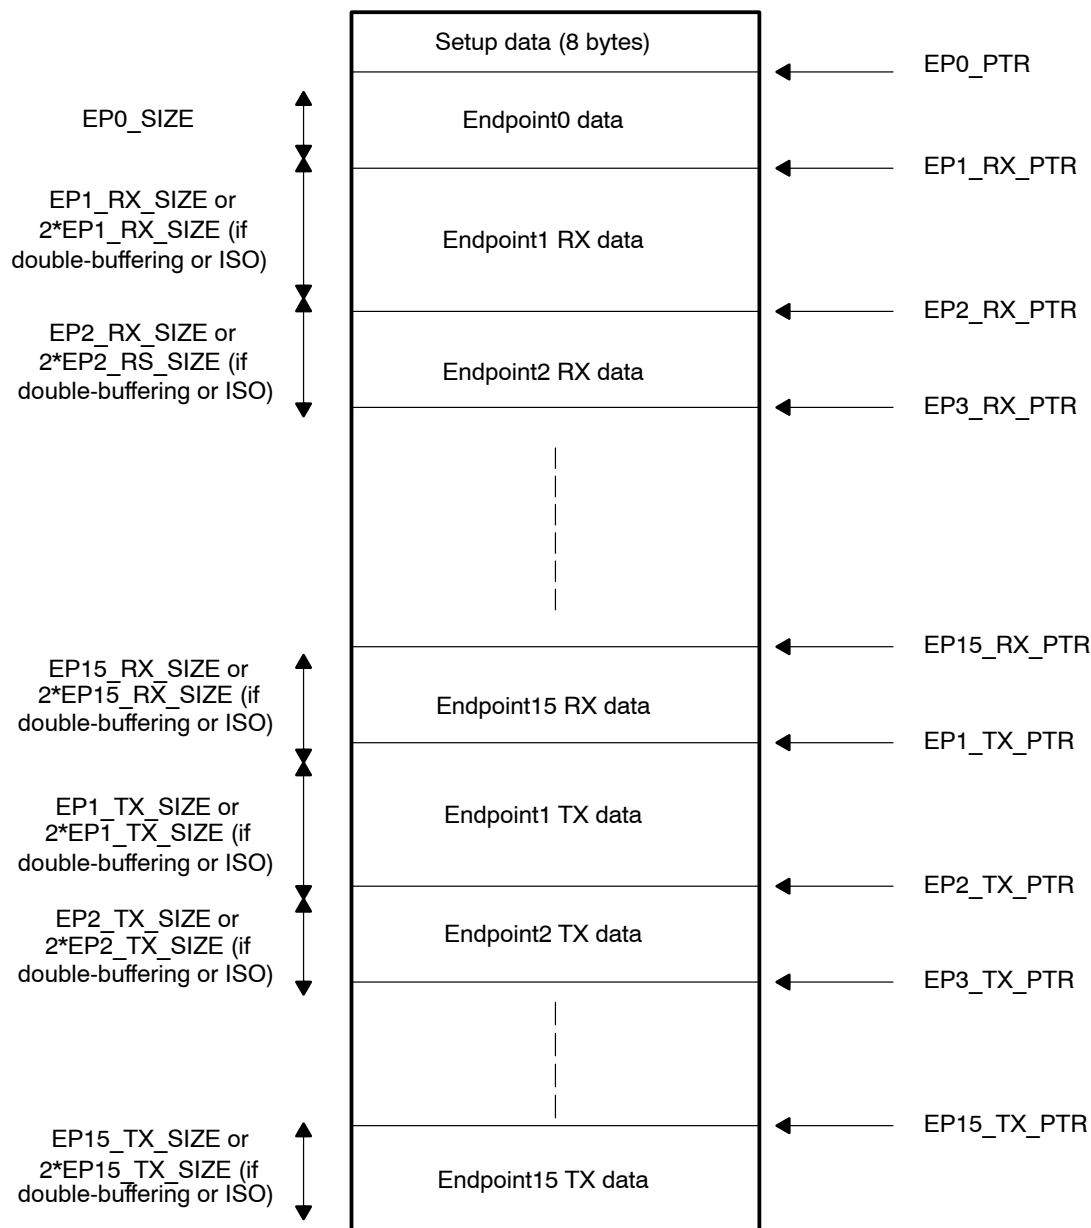 Setup data (8 bytes)
EP0_PTR
EP0_SIZE
Endpoint0 data
EP1_RX_PTR
EP1_RX_SIZE or
2*EP1_RX_SIZE (if
double-buffering or ISO)
Endpoint1 RX data
EP2_RX_PTR
EP2_RX_SIZE or
2*EP2_RS_SIZE (if
double-buffering or ISO)
Endpoint2 RX data
EP3_RX_PTR
EP15_RX_PTR
EP15_RX_SIZE or
2*EP15_RX_SIZE (if
double-buffering or ISO)
Endpoint15 RX data
EP1_TX_PTR
EP1_TX_SIZE or
2*EP1_TX_SIZE (if
double-buffering or ISO)
Endpoint1 TX data
EP2_TX_PTR
EP2_TX_SIZE or
2*EP2_TX_SIZE (if
double-buffering or ISO)
Endpoint2 TX data
EP3_TX_PTR
EP15_TX_PTR
EP15_TX_SIZE or
2*EP15_TX_SIZE (if
double-buffering or ISO)
Endpoint15 TX data